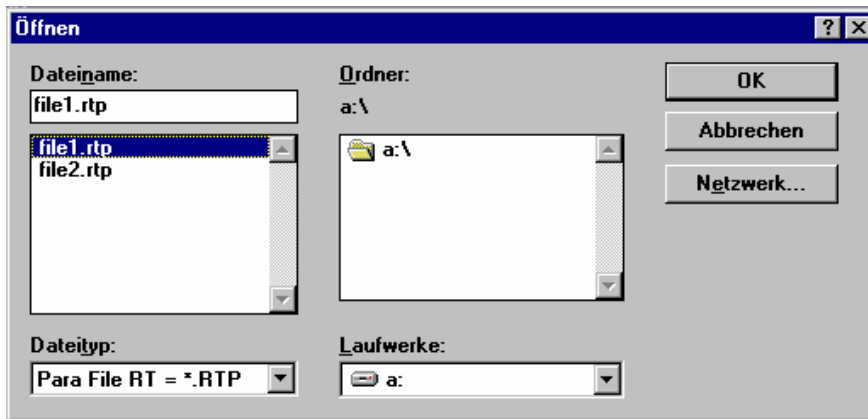 Öffnen
Dateiname:
file1.rtp
file1.rtp
file2.rtp
Dateityp:
Para File RT = *.RTP
Ordner:
a:\
a:\
Laufwerke:
a:
OK
Abbrechen
Netzwerk...